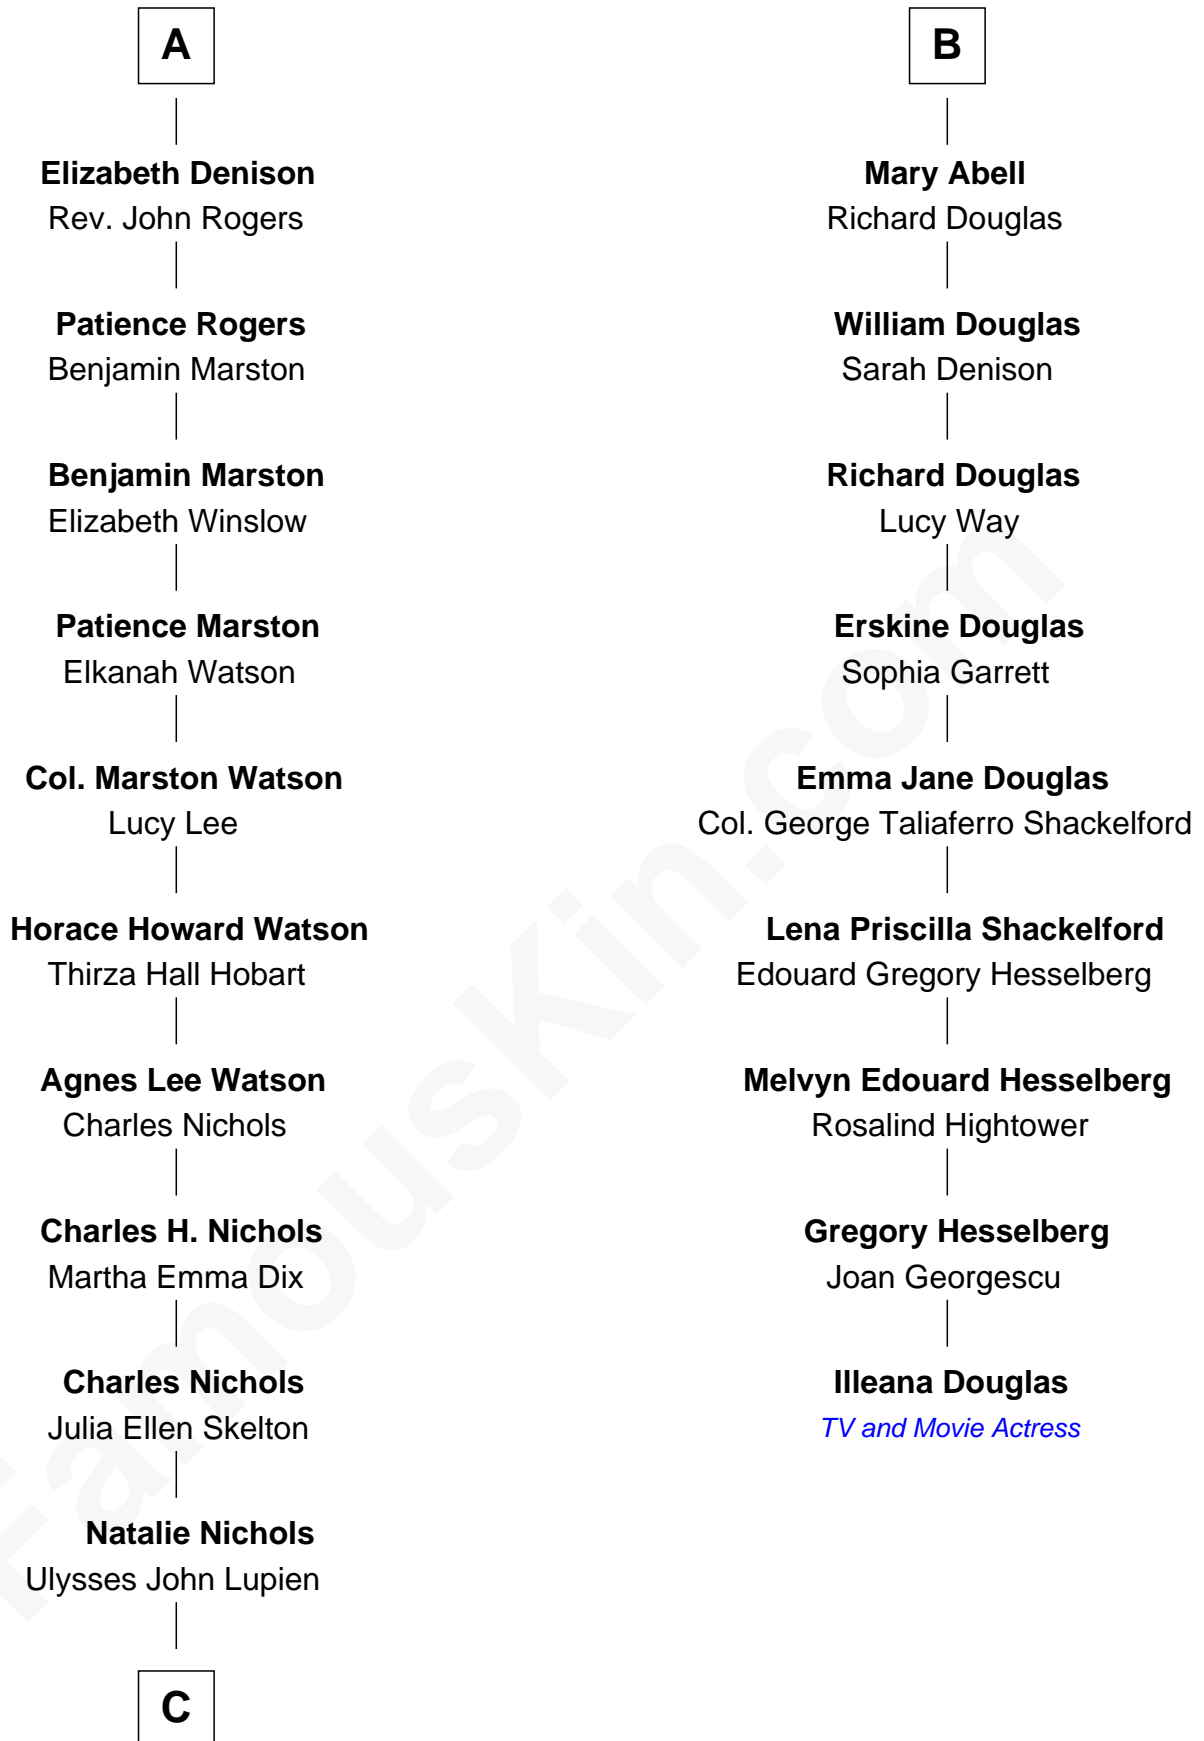 A
Elizabeth Denison
Rev. John Rogers
Patience Rogers
Benjamin Marston
Benjamin Marston
Elizabeth Winslow
Patience Marston
Elkanah Watson
Col. Marston Watson
Lucy Lee
Horace Howard Watson
Thirza Hall Hobart
Agnes Lee Watson
Charles Nichols
Charles H. Nichols
Martha Emma Dix
Charles Nichols
Julia Ellen Skelton
Natalie Nichols
Ulysses John Lupien
C
B
Mary Abell
Richard Douglas
William Douglas
Sarah Denison
Richard Douglas
Lucy Way
Erskine Douglas
Sophia Garrett
Emma Jane Douglas
Col. George Taliaferro Shackelford
Lena Priscilla Shackelford
Edouard Gregory Hesselberg
Melvyn Edouard Hesselberg
Rosalind Hightower
Gregory Hesselberg
Joan Georgescu
Illeana Douglas
TV and Movie Actress
FamousKin.com